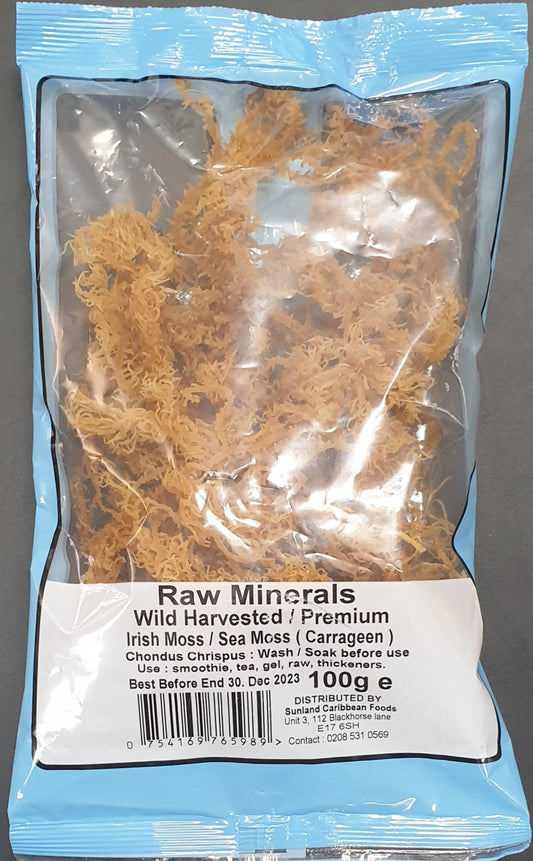 Raw Minerals
Wild Harvested / Premium
Irish Moss / Sea Moss ( Carrageen )
Chondus Chrispus : Wash / Soak before use
Use : smoothie, tea, gel, raw, thickeners.
Best Before End 30. Dec 2023 100g e
DISTRIBUTED BY
Sunland Caribbean Foods
Unit 3, 112 Blackhorse lane
E17 6SH
Contact : 0208 531 0569
0 754169 765989 >